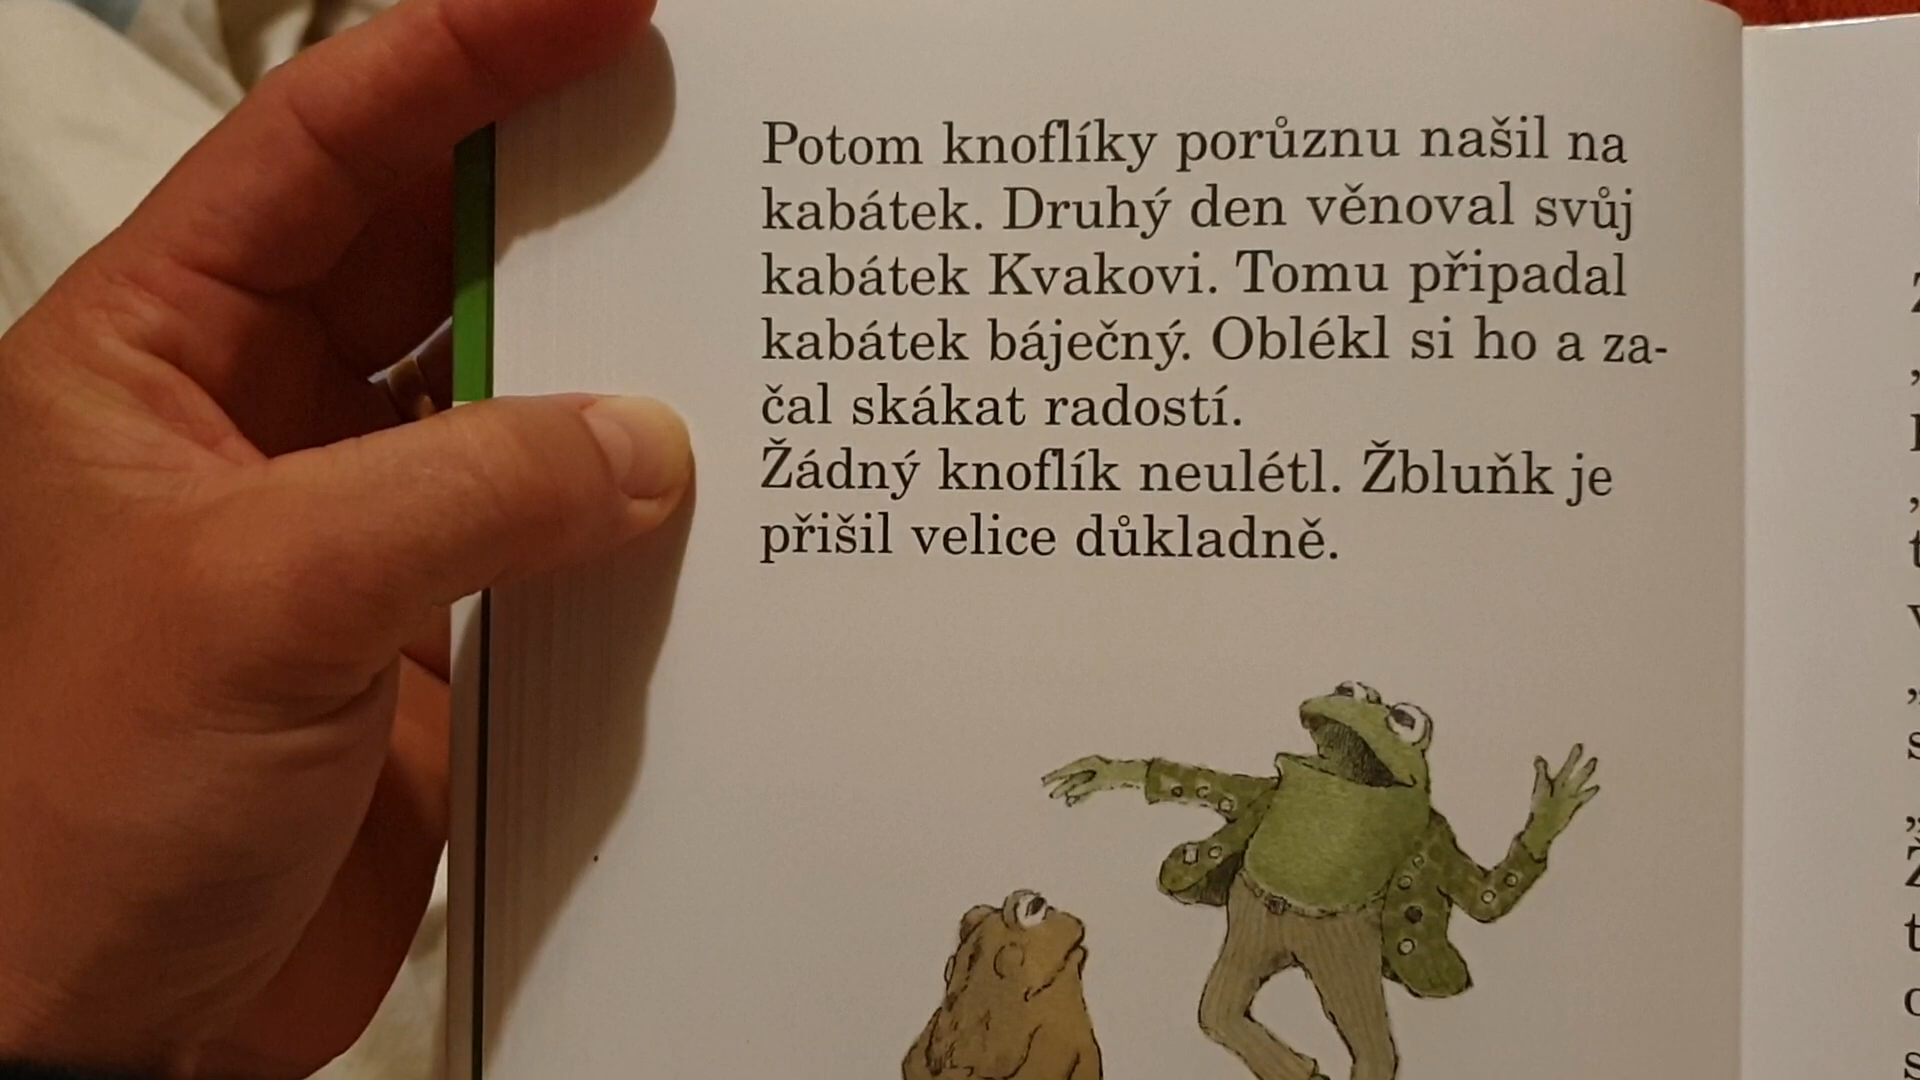 Potom knoflíky porůznu našil na
kabátek. Druhý den věnoval svůj
kabátek Kvakovi. Tomu připadal
kabátek báječný. Oblékl si ho a za-
čal skákat radostí.
Žádný knoflík neulétl. Žbluňk je
přišil velice důkladně.